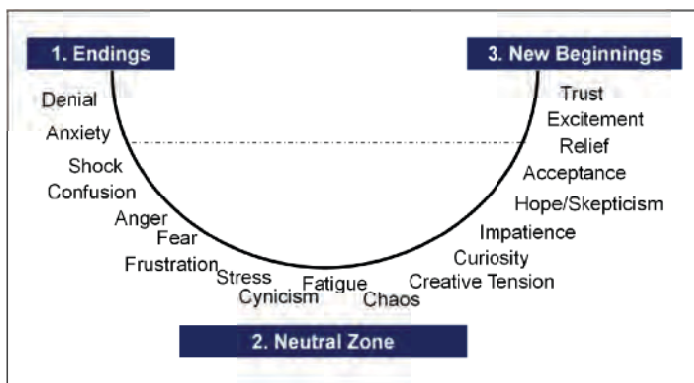 1. Endings
3. New Beginnings
Denial
Anxiety
Shock
Confusion
Anger
Fear
Frustration
Stress
Cynicism
Fatigue
Chaos
Creative Tension
Curiosity
Impatience
Hope/Skepticism
Acceptance
Relief
Excitement
Trust
2. Neutral Zone